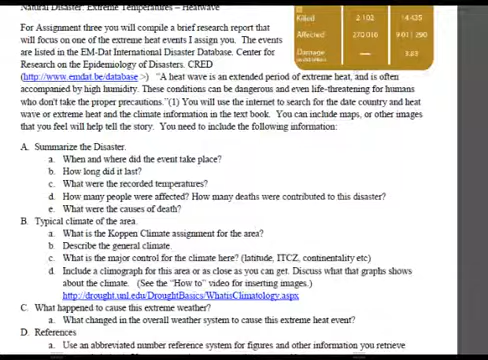 Natural Disaster  Extreme Temperatures – Heatwave
For Assignment three you will compile a brief research report that
will focus on one of the extreme heat events I assign you. The events
are listed in the EM-Dat International Disaster Database. Center for
Research on the Epidemiology of Disasters. CRED
(http://www.emdat.be/database :-) "A heat wave is an extended period of extreme heat, and is often
accompanied by high humidity. These conditions can be dangerous and even life-threatening for humans
who don't take the proper precautions."(1) You will use the internet to search for the date country and heat
wave or extreme heat and the climate information in the text book. You can include maps, or other images
that you feel will help tell the story. You need to include the following information:
A. Summarize the Disaster.
a. When and where did the event take place?
b. How long did it last?
c. What were the recorded temperatures?
d. How many people were affected? How many deaths were contributed to this disaster?
e. What were the causes of death?
B. Typical climate of the area.
a. What is the Koppen Climate assignment for the area?
b. Describe the general climate.
c. What is the major control for the climate here? (latitude, ITCZ, continentality etc)
d. Include a climograph for this area or as close as you can get. Discuss what that graphs shows
about the climate. (See the "How to" video for inserting images.)
http://drought.unl.edu/DroughtBasics/WhatisClimatology.aspx
C. What happened to cause this extreme weather?
a. What changed in the overall weather system to cause this extreme heat event?
D. References
a. Use an abbreviated number reference system for figures and other information you retrieve
Killed 2 102 14 435
Affected 270 016
Damage 3.83